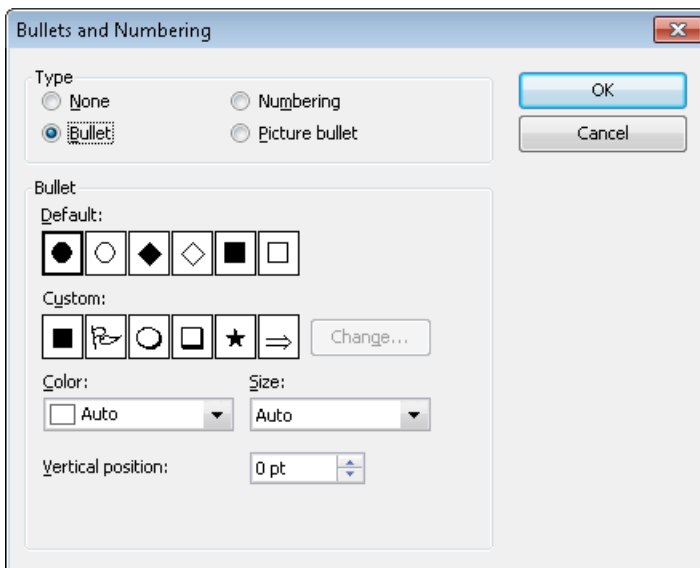 Bullets and Numbering
Type
None
Numbering
Bullet
Picture bullet
OK
Cancel
Bullet
Default:
Custom:
Change...
Color:
Size:
Auto
Auto
Vertical position:
0 pt